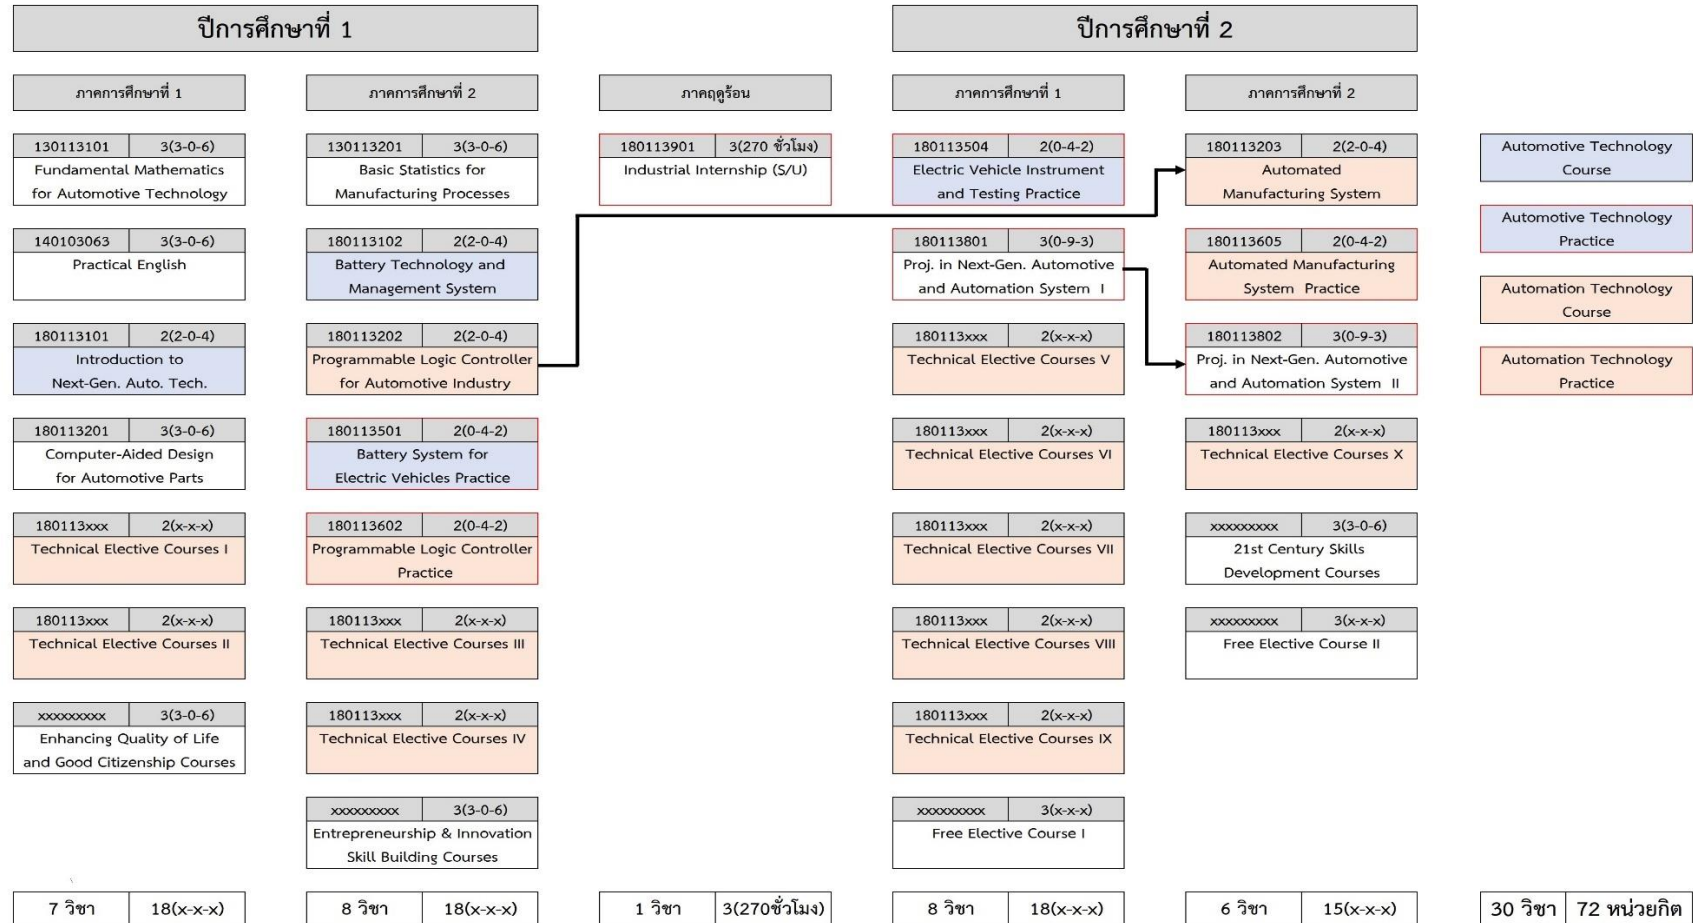 ปีการศึกษาที่ 1
ปีการศึกษาที่ 2
ภาคการศึกษาที่ 1
ภาคการศึกษาที่ 2
ภาคฤดูร้อน
ภาคการศึกษาที่ 1
ภาคการศึกษาที่ 2
130113101 3(3-0-6)
Fundamental Mathematics
for Automotive Technology
140103063 3(3-0-6)
Practical English
180113101 2(2-0-4)
Introduction to
Next-Gen. Auto. Tech.
180113201 3(3-0-6)
Computer-Aided Design
for Automotive Parts
180113xxx 2(x-x-x)
Technical Elective Courses I
180113xxx 2(x-x-x)
Technical Elective Courses II
xxxxxxxxx 3(3-0-6)
Enhancing Quality of Life
and Good Citizenship Courses
7 วิชา 18(x-x-x)
130113201 3(3-0-6)
Basic Statistics for
Manufacturing Processes
180113102 2(2-0-4)
Battery Technology and
Management System
180113202 2(2-0-4)
Programmable Logic Controller
for Automotive Industry
180113501 2(0-4-2)
Battery System for
Electric Vehicles Practice
180113602 2(0-4-2)
Programmable Logic Controller
Practice
180113xxx 2(x-x-x)
Technical Elective Courses III
180113xxx 2(x-x-x)
Technical Elective Courses IV
xxxxxxxxx 3(3-0-6)
Entrepreneurship & Innovation
Skill Building Courses
8 วิชา 18(x-x-x)
180113901 3(270 ชั่วโมง)
Industrial Internship (S/U)
1 วิชา 3(270ชั่วโมง)
180113504 2(0-4-2)
Electric Vehicle Instrument
and Testing Practice
180113801 3(0-9-3)
Proj. in Next-Gen. Automotive
and Automation System I
180113xxx 2(x-x-x)
Technical Elective Courses V
180113xxx 2(x-x-x)
Technical Elective Courses VI
180113xxx 2(x-x-x)
Technical Elective Courses VII
180113xxx 2(x-x-x)
Technical Elective Courses VIII
180113xxx 2(x-x-x)
Technical Elective Courses IX
xxxxxxxxx 3(x-x-x)
Free Elective Course I
8 วิชา 18(x-x-x)
180113203 2(2-0-4)
Automated
Manufacturing System
180113605 2(0-4-2)
Automated Manufacturing
System Practice
180113802 3(0-9-3)
Proj. in Next-Gen. Automotive
and Automation System II
180113xxx 2(x-x-x)
Technical Elective Courses X
xxxxxxxxx 3(3-0-6)
21st Century Skills
Development Courses
xxxxxxxxx 3(x-x-x)
Free Elective Course II
6 วิชา 15(x-x-x)
Automotive Technology
Course
Automotive Technology
Practice
Automation Technology
Course
Automation Technology
Practice
30 วิชา 72 หน่วยกิต